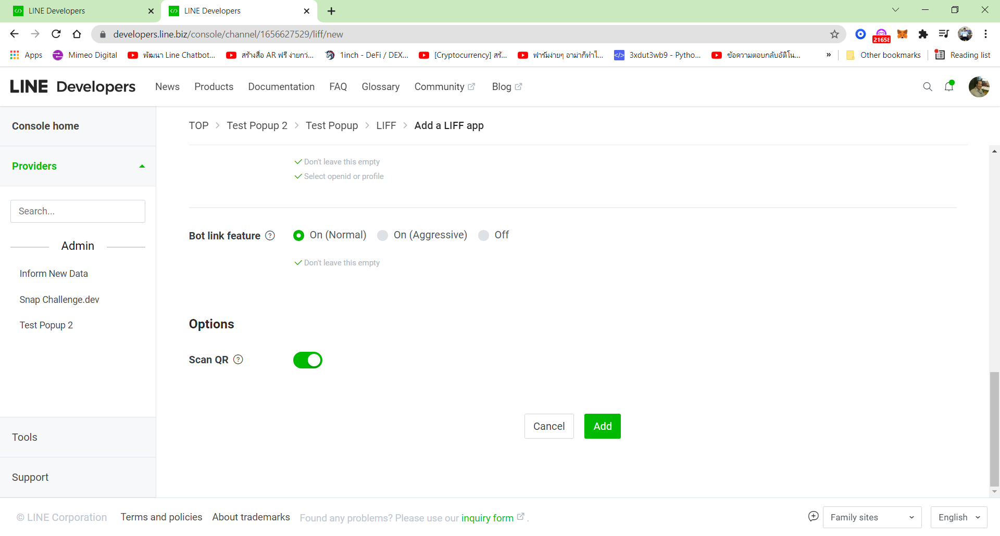 LINE Developers
LINE Developers
developers.line.biz/console/channel/1656627529/liff/new
21658
Apps
Mimeo Digital
พัฒนา Line Chatbot...
สร้างสื่อ AR ฟรี ง่ายกว่...
1inch - DeFi / DEX...
[Cryptocurrency] สร้...
ฟาร์มง่ายๆ อาม่าก็ทำไ...
3xdut3wb9 - Pytho...
ข้อความตอบกลับอัติโน...
»
Other bookmarks
Reading list
LINE Developers
News
Products
Documentation
FAQ
Glossary
Community
Blog
Console home
Providers
Search...
Admin
Inform New Data
Snap Challenge.dev
Test Popup 2
Tools
Support
TOP > Test Popup 2 > Test Popup > LIFF > Add a LIFF app
Don't leave this empty
Select openid or profile
Bot link feature ?
On (Normal)
On (Aggressive)
Off
Don't leave this empty
Options
Scan QR ?
Cancel
Add
© LINE Corporation
Terms and policies
About trademarks
Found any problems? Please use our inquiry form .
Family sites
English